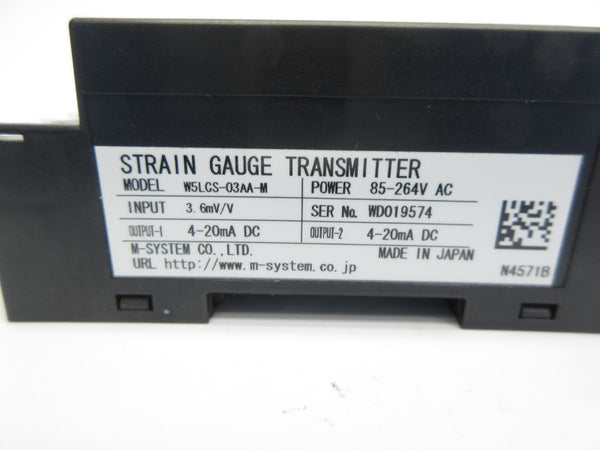 STRAIN GAUGE TRANSMITTER
MODEL W5LCS-03AA-M POWER 85-264V AC
INPUT 3.6mV/V SER No. WD019574
OUTPUT-1 4-20mA DC OUTPUT-2 4-20mA DC
M-SYSTEM CO.,LTD. MADE IN JAPAN
URL http://www.m-system.co.jp N4571B